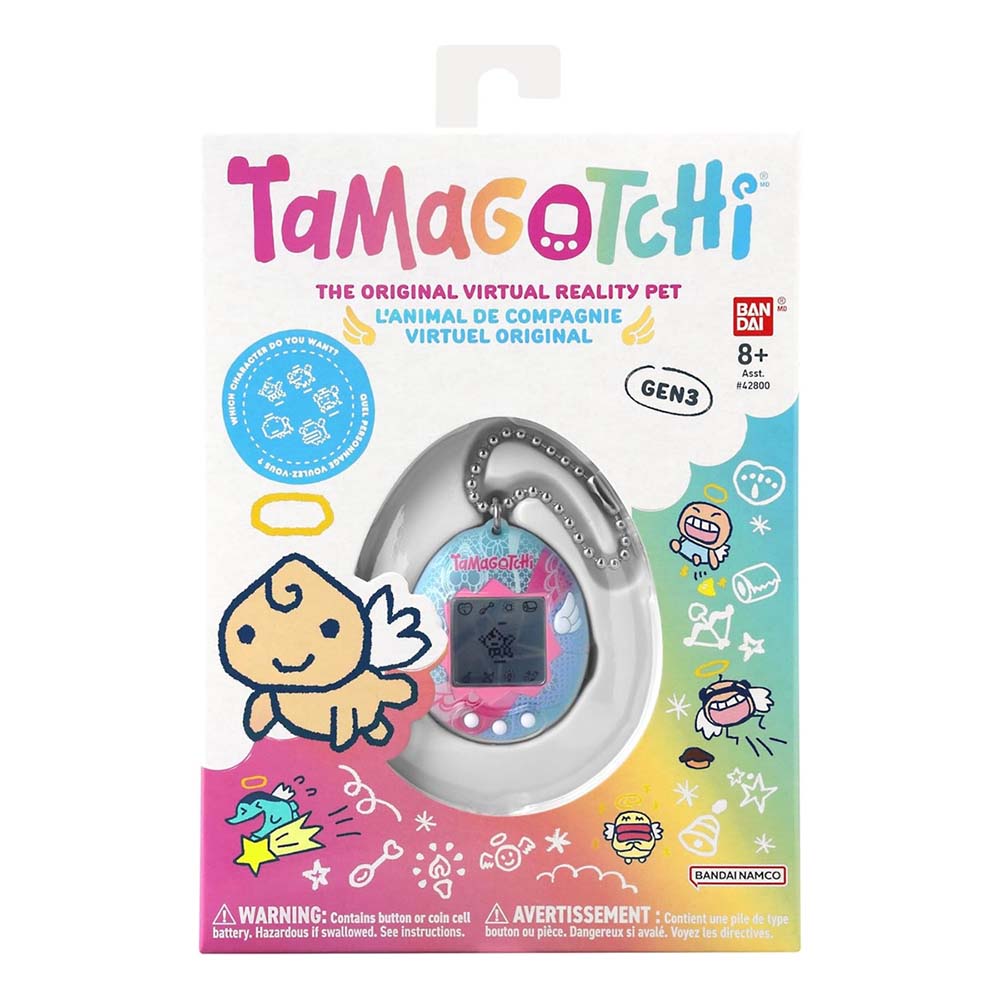 TAMAGOTCHI ® MD
THE ORIGINAL VIRTUAL REALITY PET
L'ANIMAL DE COMPAGNIE
VIRTUEL ORIGINAL
BAN
DAI ® MD
8+
Asst.
#42800
GEN3
WHICH CHARACTER DO YOU WANT?
QUEL PERSONNAGE VOULEZ-VOUS ?
TAMAGOTCHI
BANDAI NAMCO
WARNING: Contains button or coin cell
battery. Hazardous if swallowed. See instructions.
AVERTISSEMENT : Contient une pile de type
bouton ou pièce. Dangereux si avalé. Voyez les directives.